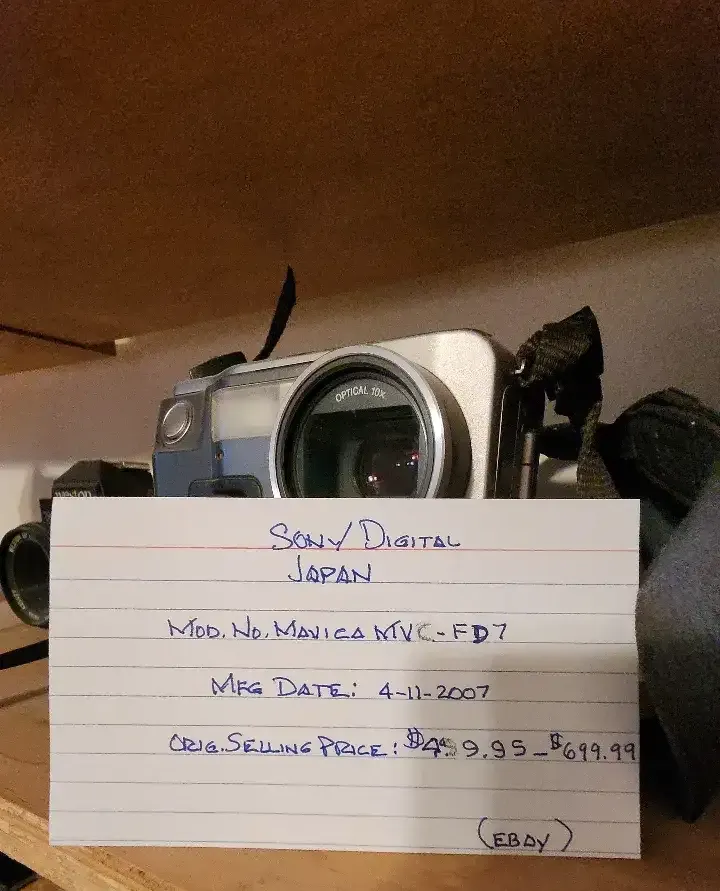 OPTICAL 10X
SONY DIGITAL
JAPAN
MOD. NO. MAVICA MVC-FD7
MFG DATE: 4-11-2007
ORIG. SELLING PRICE: $499.95-$699.99
(EBAY)